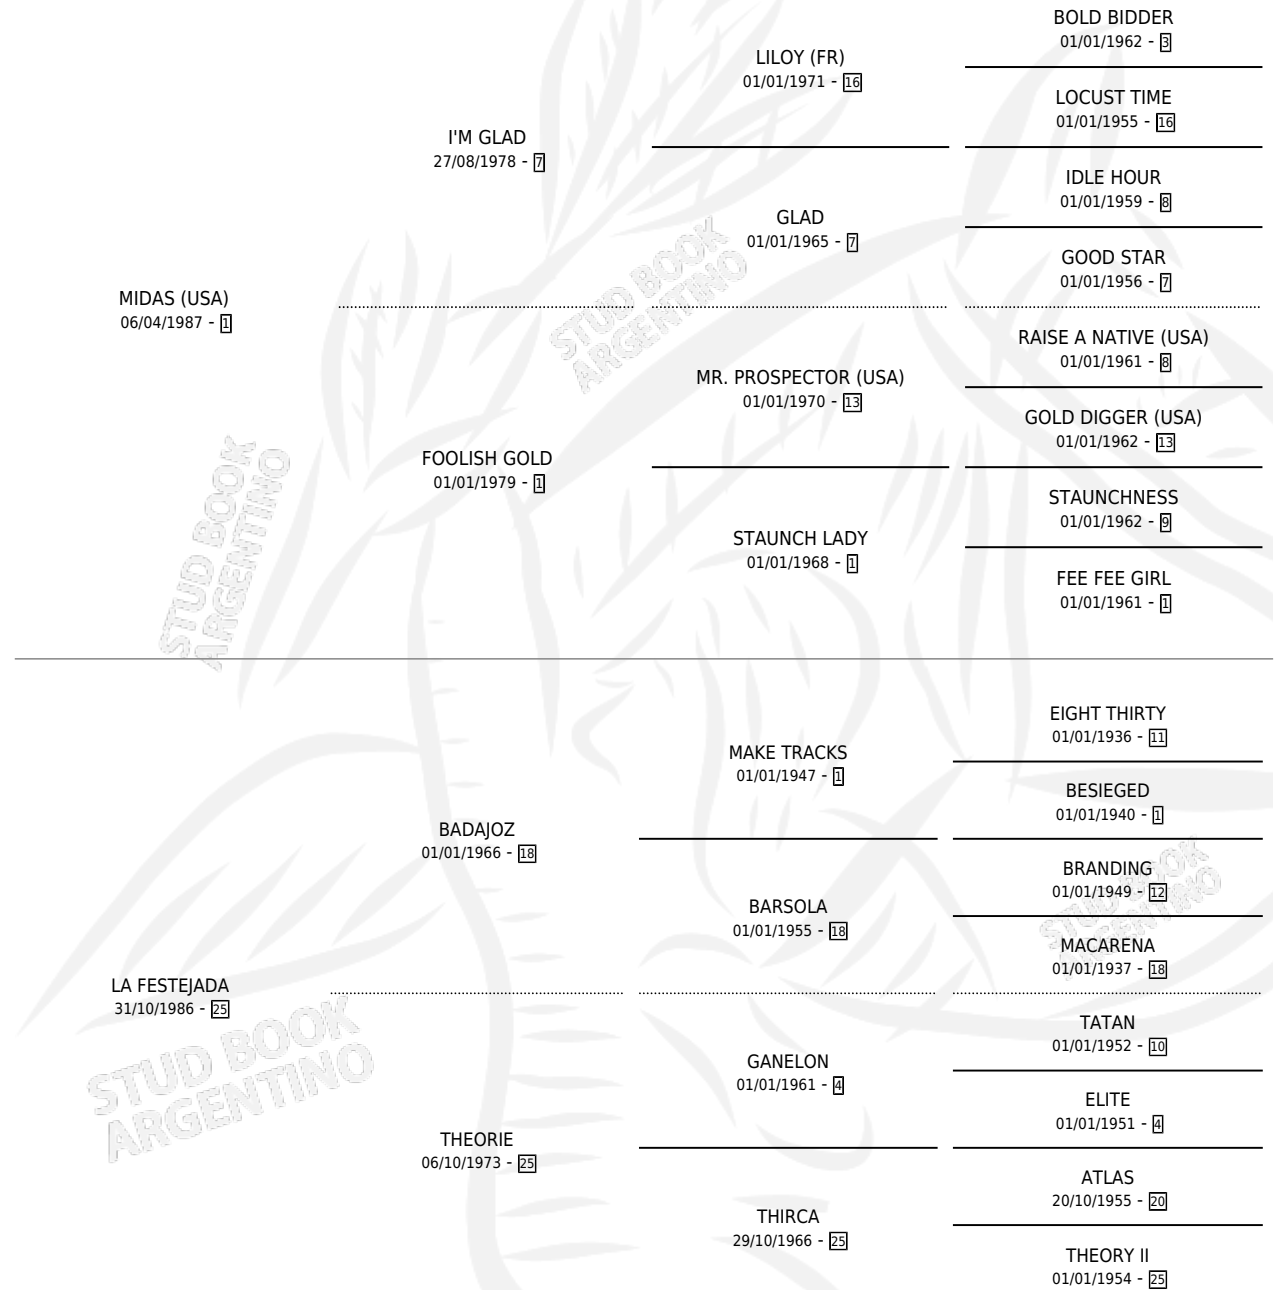 BOLD BIDDER
01/01/1962 - 3
LILOY (FR)
01/01/1971 - 16
LOCUST TIME
01/01/1955 - 16
I'M GLAD
27/08/1978 - 7
IDLE HOUR
01/01/1959 - 8
GLAD
01/01/1965 - 7
GOOD STAR
01/01/1956 - 7
MIDAS (USA)
06/04/1987 - 1
RAISE A NATIVE (USA)
01/01/1961 - 8
MR. PROSPECTOR (USA)
01/01/1970 - 13
GOLD DIGGER (USA)
01/01/1962 - 13
FOOLISH GOLD
01/01/1979 - 1
STAUNCHNESS
01/01/1962 - 9
STAUNCH LADY
01/01/1968 - 1
FEE FEE GIRL
01/01/1961 - 1
EIGHT THIRTY
01/01/1936 - 11
MAKE TRACKS
01/01/1947 - 1
BESIEGED
01/01/1940 - 1
BADAJOZ
01/01/1966 - 18
BRANDING
01/01/1949 - 12
BARSOLA
01/01/1955 - 18
MACARENA
01/01/1937 - 18
LA FESTEJADA
31/10/1986 - 25
TATAN
01/01/1952 - 10
GANELON
01/01/1961 - 4
ELITE
01/01/1951 - 4
THEORIE
06/10/1973 - 25
ATLAS
20/10/1955 - 20
THIRCA
29/10/1966 - 25
THEORY II
01/01/1954 - 25
STUD BOOK
ARGENTINO
STUD BOOK
ARGENTINO
STUD BOOK
ARGENTINO
STUD BOOK
ARGENTINO